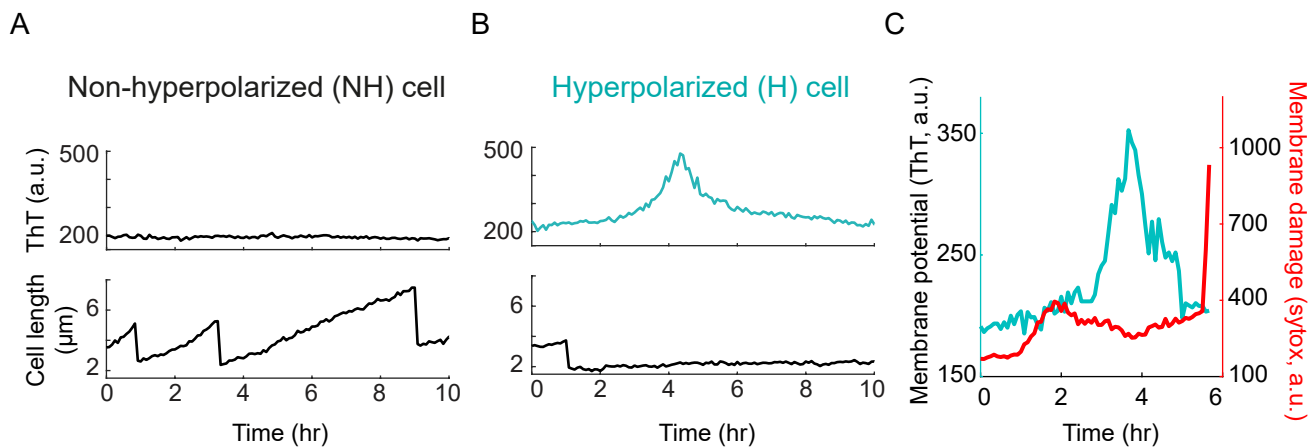 A
B
C
Non-hyperpolarized (NH) cell
Hyperpolarized (H) cell
ThT (a.u.)
500
200
Cell length
(μm)
6
2
0 2 4 6 8 10
Time (hr)
500
200
6
2
0 2 4 6 8 10
Time (hr)
Membrane potential (ThT, a.u.)
350
250
150
0 2 4 6
Time (hr)
1000
700
400
100
Membrane damage (sytox, a.u.)